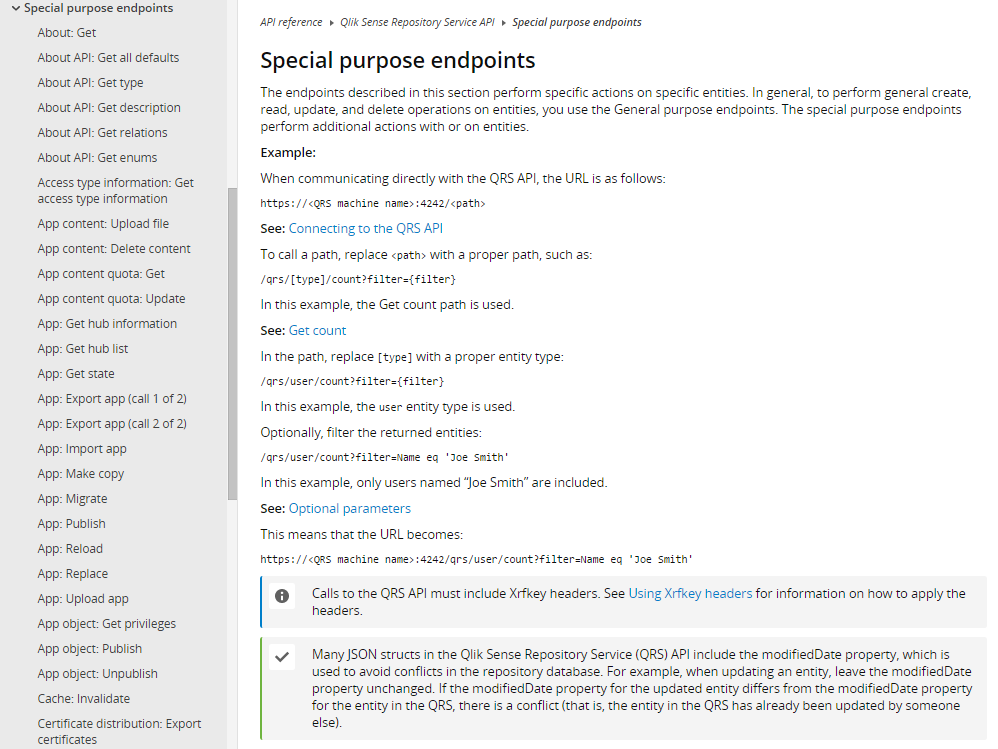 Special purpose endpoints
About: Get
About API: Get all defaults
About API: Get type
About API: Get description
About API: Get relations
About API: Get enums
Access type information: Get
access type information
App content: Upload file
App content: Delete content
App content quota: Get
App content quota: Update
App: Get hub information
App: Get hub list
App: Get state
App: Export app (call 1 of 2)
App: Export app (call 2 of 2)
App: Import app
App: Make copy
App: Migrate
App: Publish
App: Reload
App: Replace
App: Upload app
App object: Get privileges
App object: Publish
App object: Unpublish
Cache: Invalidate
Certificate distribution: Export
certificates
API reference ▸ Qlik Sense Repository Service API ▸ Special purpose endpoints
Special purpose endpoints
The endpoints described in this section perform specific actions on specific entities. In general, to perform general create,
read, update, and delete operations on entities, you use the General purpose endpoints. The special purpose endpoints
perform additional actions with or on entities.
Example:
When communicating directly with the QRS API, the URL is as follows:
https://<QRS machine name>:4242/<path>
See: Connecting to the QRS API
To call a path, replace <path> with a proper path, such as:
/qrs/[type]/count?filter={filter}
In this example, the Get count path is used.
See: Get count
In the path, replace [type] with a proper entity type:
/qrs/user/count?filter={filter}
In this example, the user entity type is used.
Optionally, filter the returned entities:
/qrs/user/count?filter=Name eq 'Joe Smith'
In this example, only users named “Joe Smith” are included.
See: Optional parameters
This means that the URL becomes:
https://<QRS machine name>:4242/qrs/user/count?filter=Name eq 'Joe Smith'
Calls to the QRS API must include Xrfkey headers. See Using Xrfkey headers for information on how to apply the
headers.
Many JSON structs in the Qlik Sense Repository Service (QRS) API include the modifiedDate property, which is
used to avoid conflicts in the repository database. For example, when updating an entity, leave the modifiedDate
property unchanged. If the modifiedDate property for the updated entity differs from the modifiedDate property
for the entity in the QRS, there is a conflict (that is, the entity in the QRS has already been updated by someone
else).